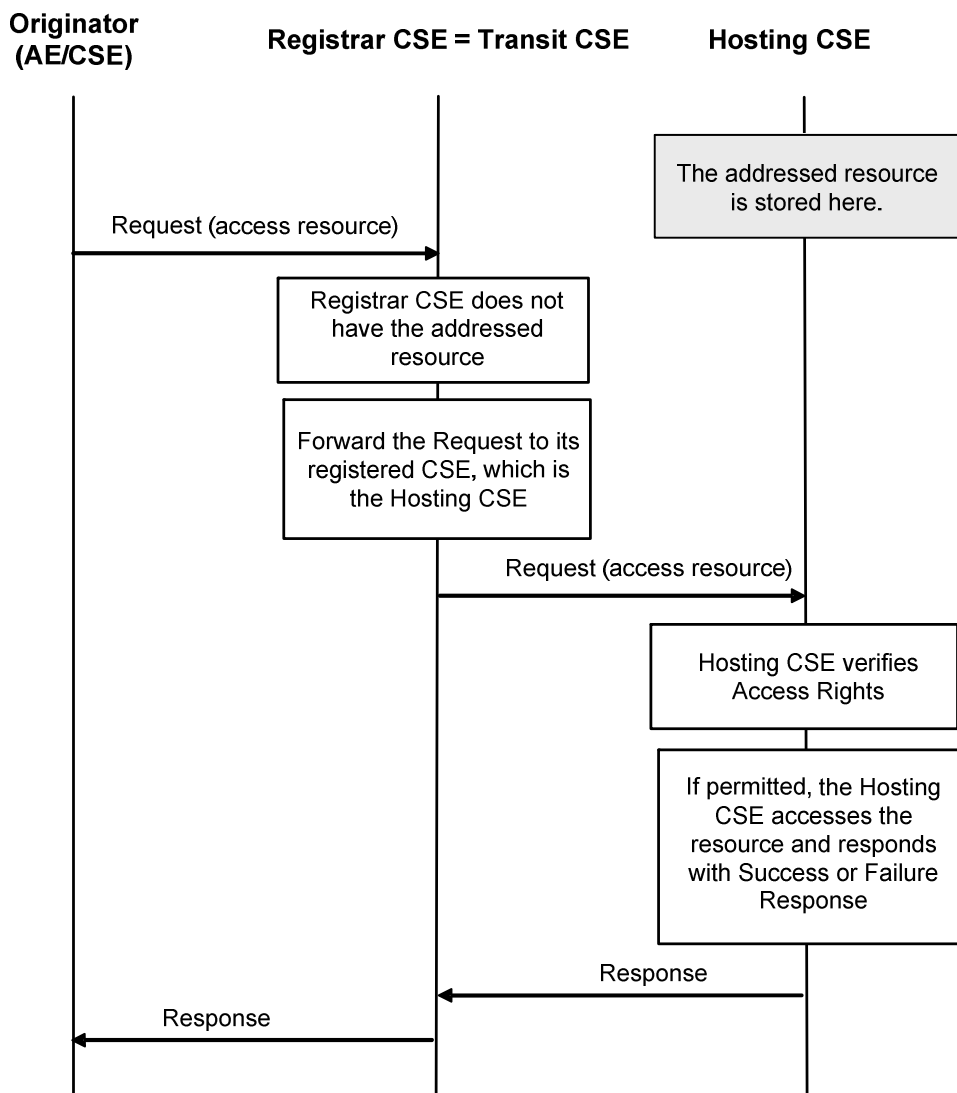 Originator
(AE/CSE)
Registrar CSE = Transit CSE
Hosting CSE
The addressed resource
is stored here.
Request (access resource)
Registrar CSE does not
have the addressed
resource
Forward the Request to its
registered CSE, which is
the Hosting CSE
Request (access resource)
Hosting CSE verifies
Access Rights
If permitted, the Hosting
CSE accesses the
resource and responds
with Success or Failure
Response
Response
Response